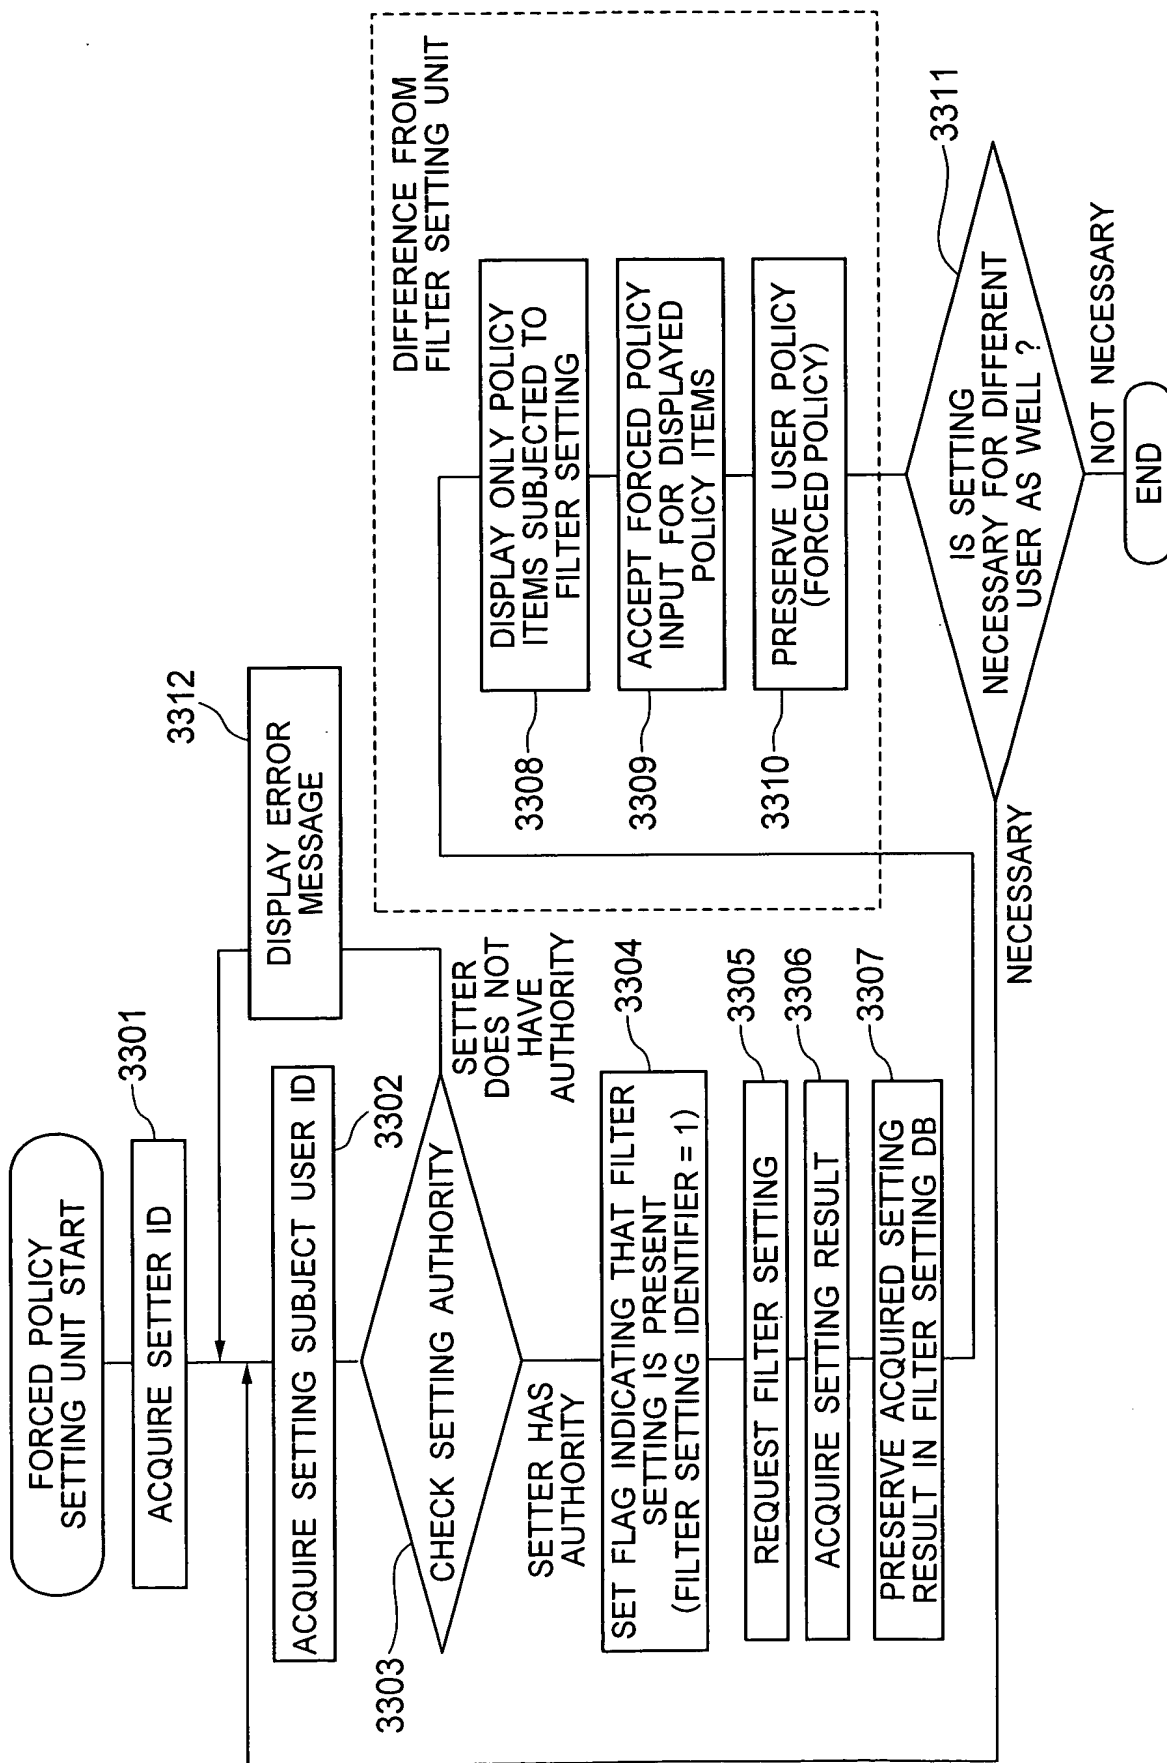 FORCED POLICY
SETTING UNIT START
3301
ACQUIRE SETTER ID
3312
DISPLAY ERROR
MESSAGE
ACQUIRE SETTING SUBJECT USER ID
3302
3303
CHECK SETTING AUTHORITY
SETTER
DOES NOT
HAVE
AUTHORITY
SETTER HAS
AUTHORITY
3304
SET FLAG INDICATING THAT FILTER
SETTING IS PRESENT
(FILTER SETTING IDENTIFIER = 1)
3305
REQUEST FILTER SETTING
3306
ACQUIRE SETTING RESULT
3307
PRESERVE ACQUIRED SETTING
RESULT IN FILTER SETTING DB
DIFFERENCE FROM
FILTER SETTING UNIT
3308
DISPLAY ONLY POLICY
ITEMS SUBJECTED TO
FILTER SETTING
3309
ACCEPT FORCED POLICY
INPUT FOR DISPLAYED
POLICY ITEMS
3310
PRESERVE USER POLICY
(FORCED POLICY)
3311
IS SETTING
NECESSARY FOR DIFFERENT
USER AS WELL ?
NECESSARY
NOT NECESSARY
END